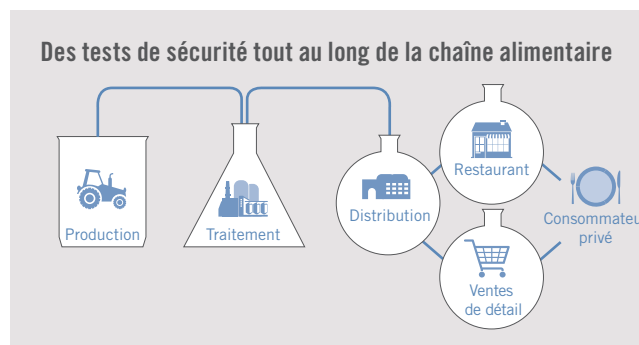 Des tests de sécurité tout au long de la chaîne alimentaire
Production
Traitement
Distribution
Restaurant
Ventes
de détail
Consommateu
privé